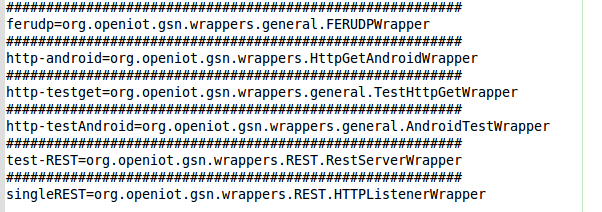 ########################################################
ferudp=org.openiot.gsn.wrappers.general.FERUDPWrapper
########################################################
http-android=org.openiot.gsn.wrappers.HttpGetAndroidWrapper
########################################################
http-testget=org.openiot.gsn.wrappers.general.TestHttpGetWrapper
########################################################
http-testAndroid=org.openiot.gsn.wrappers.general.AndroidTestWrapper
########################################################
test-REST=org.openiot.gsn.wrappers.REST.RestServerWrapper
########################################################
singleREST=org.openiot.gsn.wrappers.REST.HTTPListenerWrapper